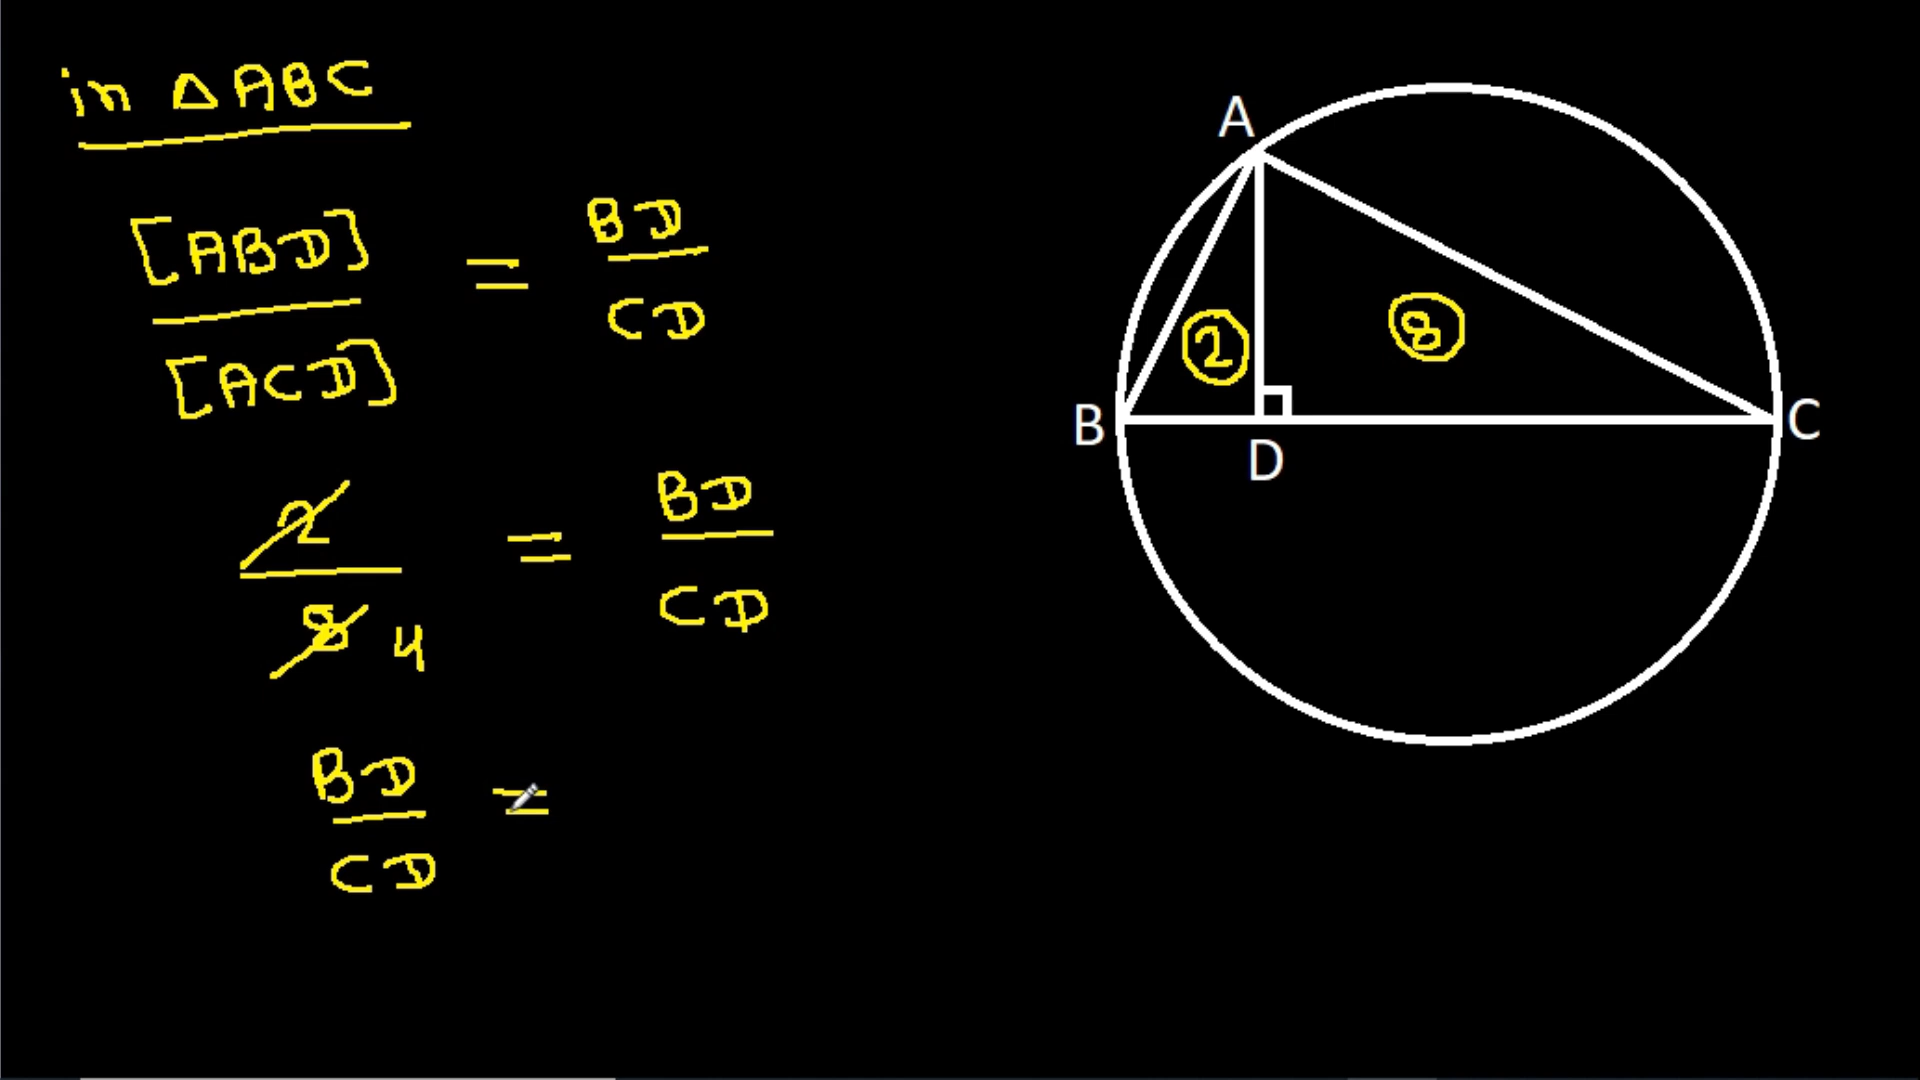 in △ABC
[ABD] = BD
[ACD] CD
2 = BD
8 4 CD
BD =
CD
A
2
8
B
C
D